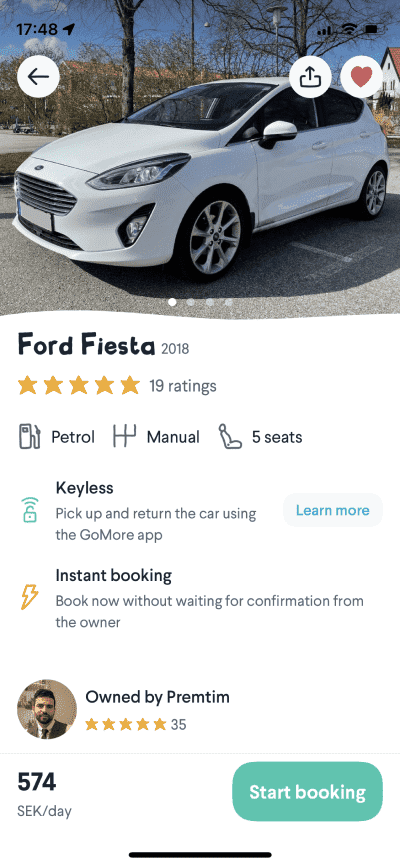 17:48
Ford Fiesta 2018
19 ratings
Petrol Manual 5 seats
Keyless
Pick up and return the car using
the GoMore app
Learn more
Instant booking
Book now without waiting for confirmation from
the owner
Owned by Premtim
35
574
SEK/day
Start booking